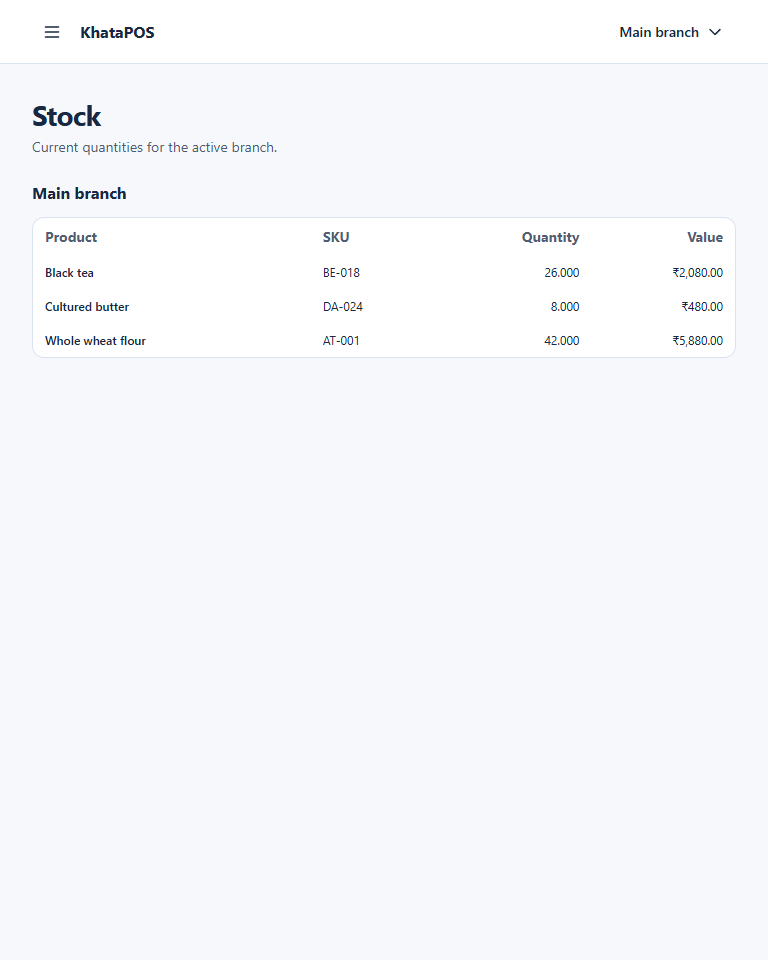 KhataPOS Main branch
Stock
Current quantities for the active branch.
Main branch
Product SKU Quantity Value
Black tea BE-018 26.000 ₹2,080.00
Cultured butter DA-024 8.000 ₹480.00
Whole wheat flour AT-001 42.000 ₹5,880.00